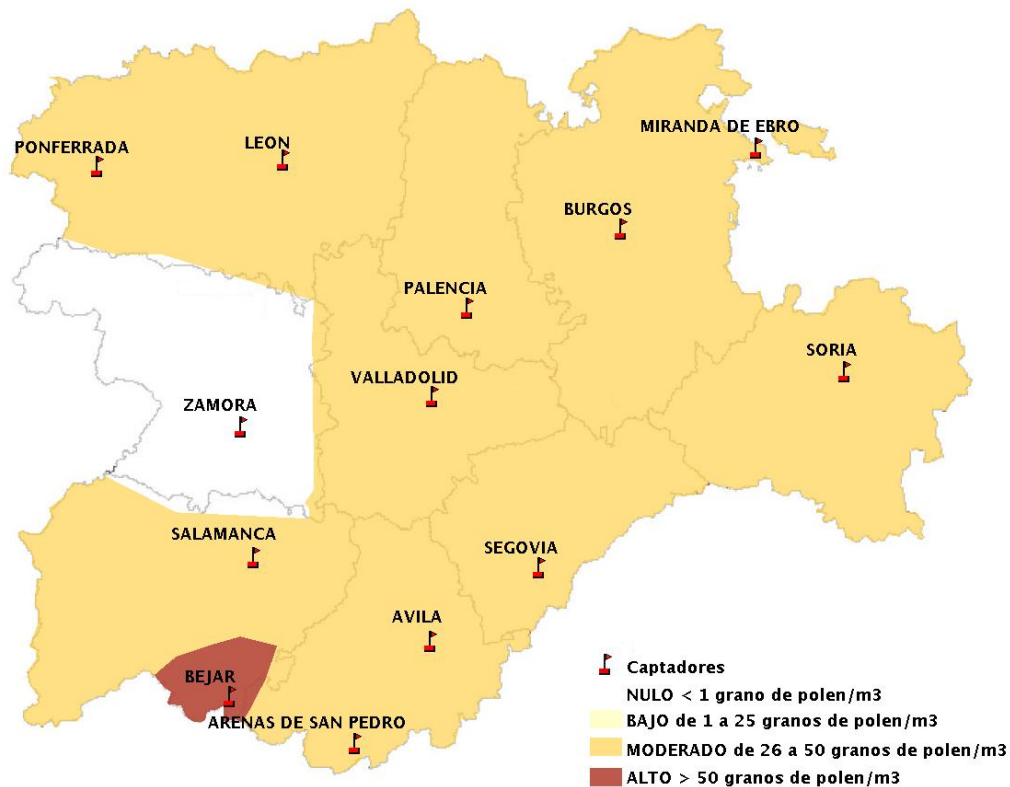 MIRANDA DE EBRO
PONFERRADA
LEON
BURGOS
PALENCIA
SORIA
VALLADOLID
ZAMORA
SALAMANCA
SEGOVIA
AVILA
BEJAR
ARENAS DE SAN PEDRO
Captadores
NULO < 1 grano de polen/m3
BAJO de 1 a 25 granos de polen/m3
MODERADO de 26 a 50 granos de polen/m3
ALTO > 50 granos de polen/m3